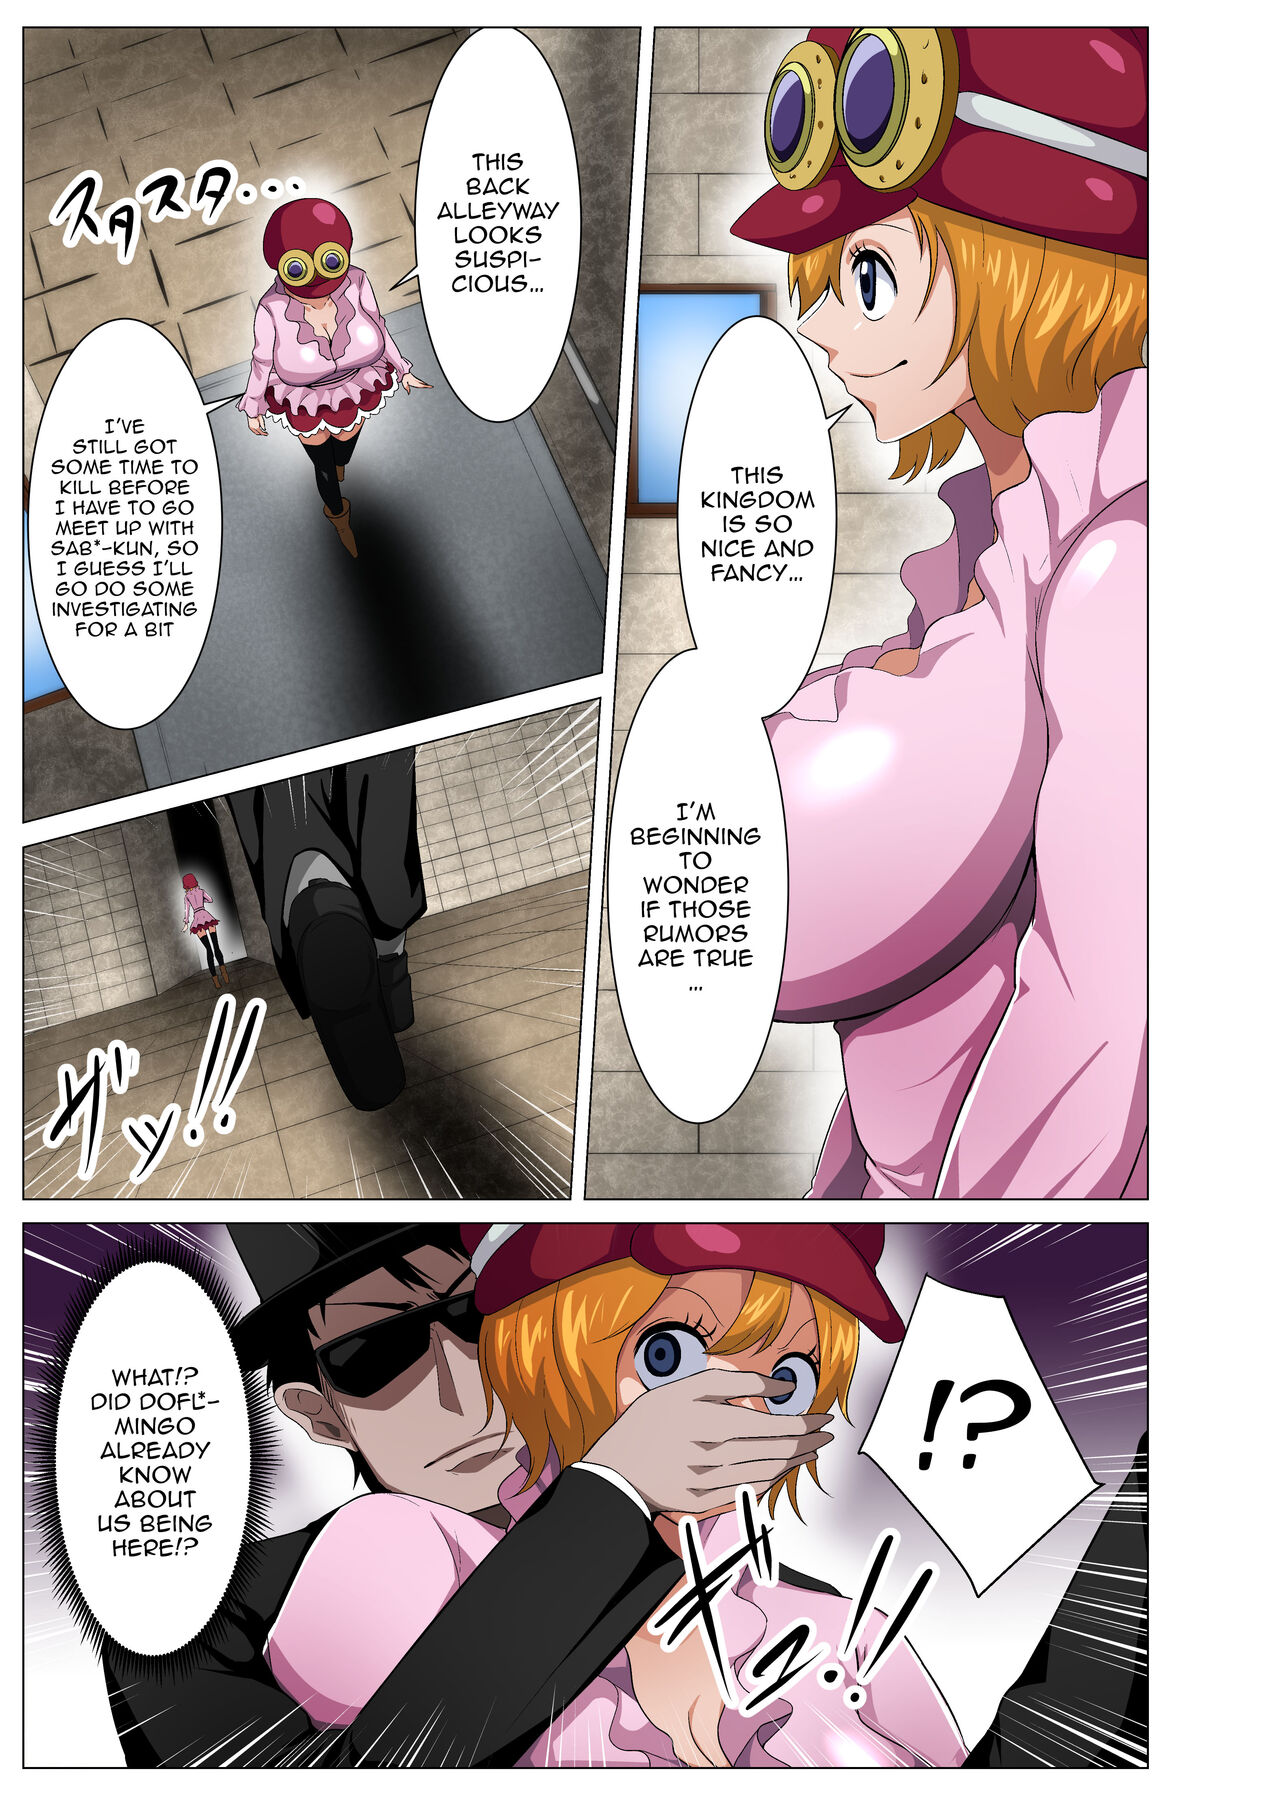 THIS
KINGDOM
IS SO
NICE AND
FANCY...
I'M
BEGINNING
TO
WONDER
IF THOSE
RUMORS
ARE TRUE
...
THIS
BACK
ALLEYWAY
LOOKS
SUSPI-
CIOUS...
スタスタ...
I'VE
STILL GOT
SOME TIME TO
KILL BEFORE
I HAVE TO GO
MEET UP WITH
SAB*-KUN, SO
I GUESS I'LL
GO DO SOME
INVESTIGATING
FOR A BIT
ザッ!!
!?
ギュ..!!
WHAT!?
DID DOFL*-
MINGO
ALREADY
KNOW
ABOUT
US BEING
HERE!?